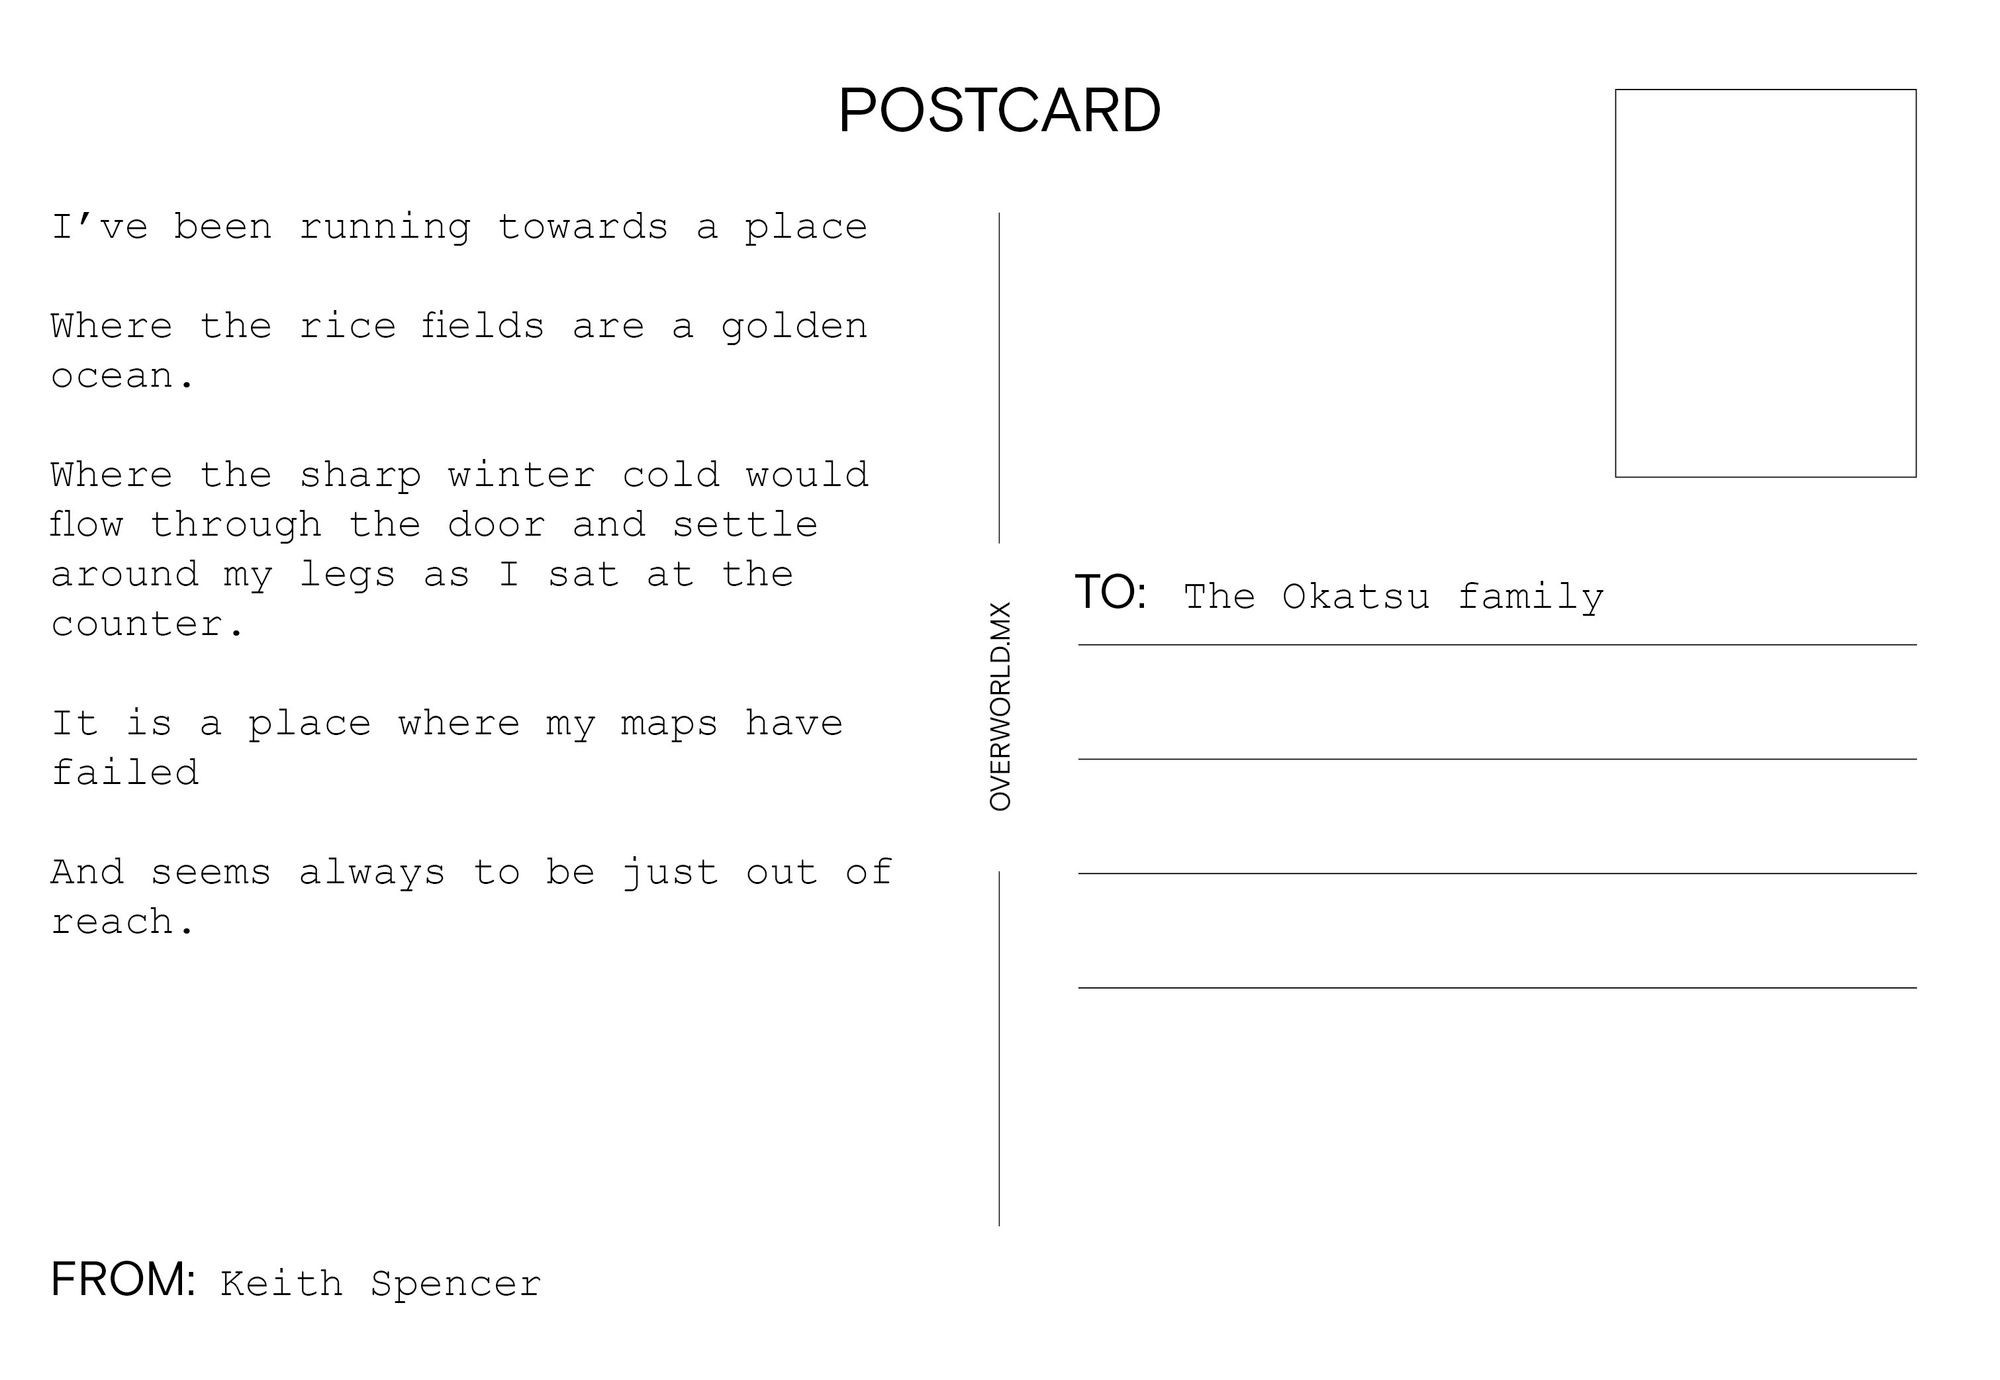 POSTCARD
I’ve been running towards a place
Where the rice fields are a golden
ocean.
Where the sharp winter cold would
flow through the door and settle
around my legs as I sat at the
counter.
It is a place where my maps have
failed
And seems always to be just out of
reach.
FROM: Keith Spencer
OVERWORLD.MX
TO: The Okatsu family